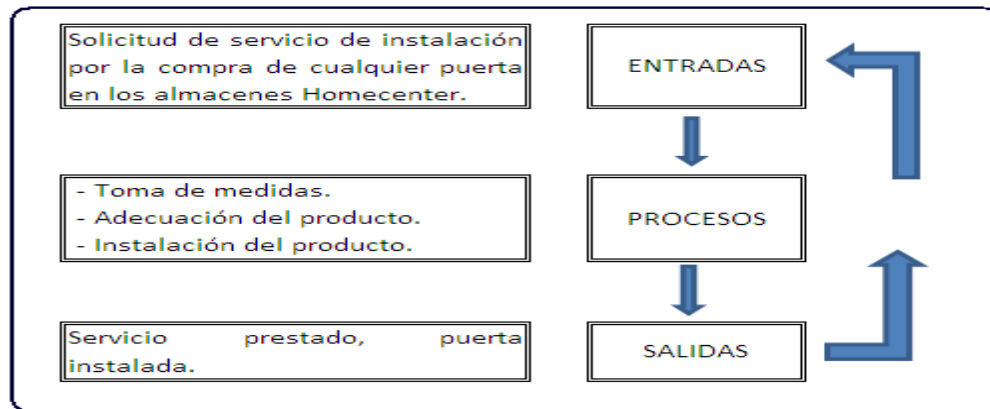 Solicitud de servicio de instalación
por la compra de cualquier puerta
en los almacenes Homecenter.
ENTRADAS
- Toma de medidas.
- Adecuación del producto.
- Instalación del producto.
PROCESOS
Servicio prestado, puerta
instalada.
SALIDAS